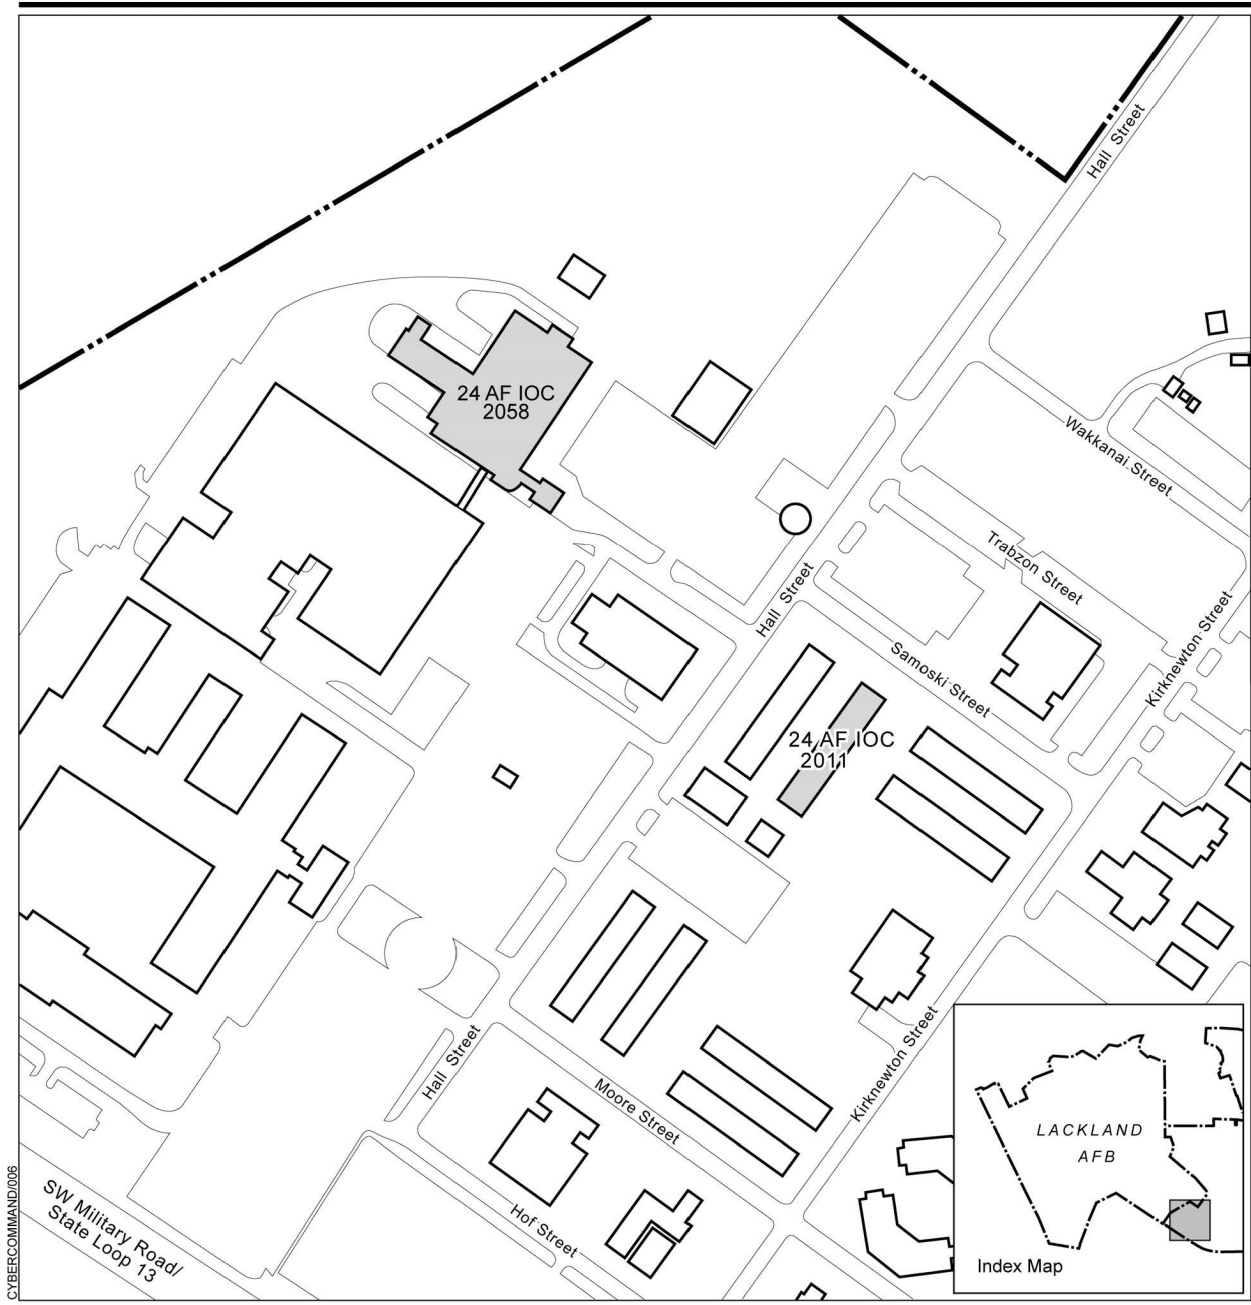 Hall Street
24 AF IOC
2058
Wakkanai Street
Trabzon Street
Hall Street
Kirknewton Street
Samoski Street
24 AF IOC
2011
Hall Street
Moore Street
Kirknewton Street
LACKLAND
AFB
Index Map
Hof Street
SW Military Road/
State Loop 13
CYBERCOMMAND/006